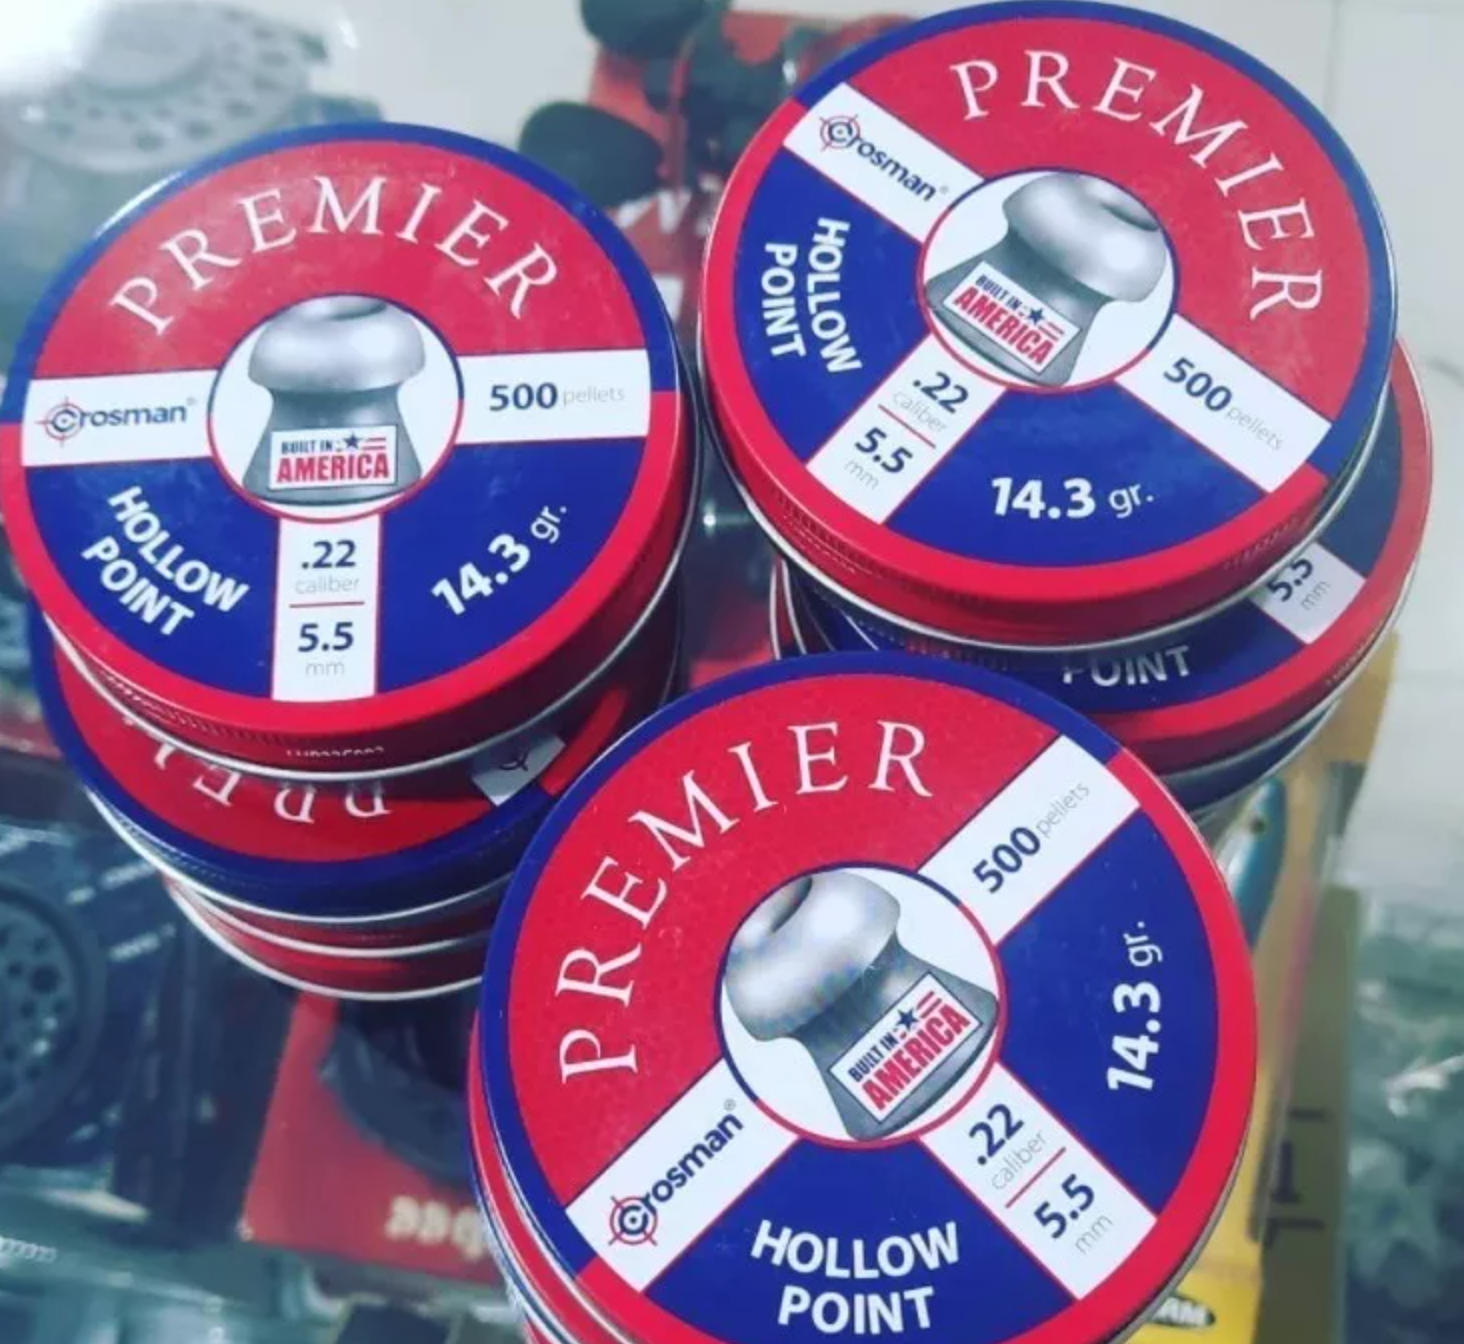 PREMIER
Crosman®
500 pellets
BUILT IN
AMERICA
HOLLOW
POINT
.22
caliber
5.5
mm
14.3 gr.
PREMIER
Crosman®
HOLLOW
POINT
BUILT IN
AMERICA
.22
caliber
5.5
mm
500 pellets
14.3 gr.
5.5
mm
POINT
PREMIER
500 pellets
14.3 gr.
BUILT IN
AMERICA
Crosman®
.22
caliber
5.5
mm
HOLLOW
POINT